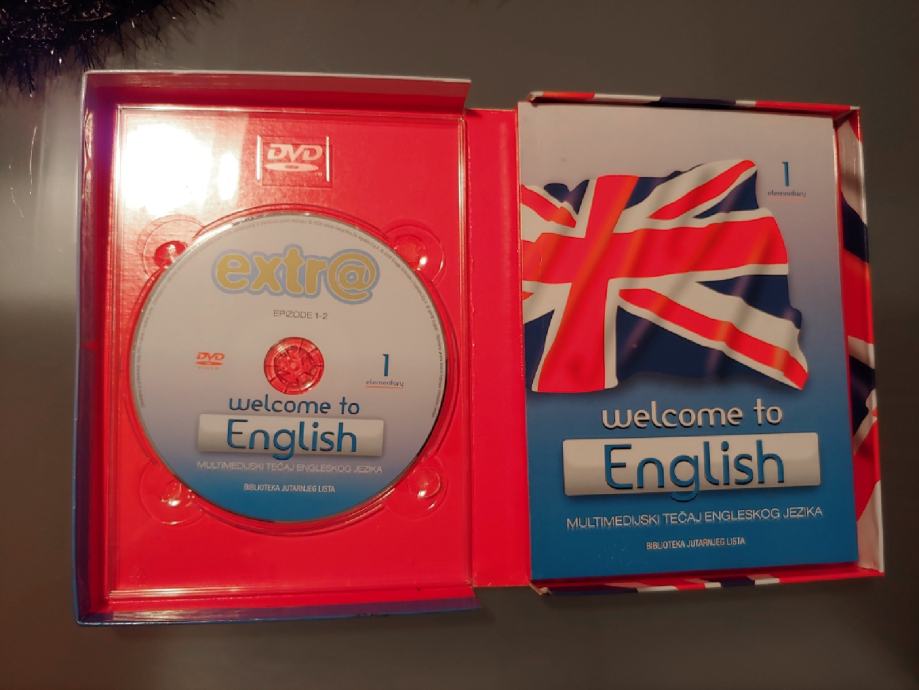 DVD
extr@
EPIZODE 1-2
DVD
VIDEO
1
elementary
welcome to
English
MULTIMEDIJSKI TEČAJ ENGLESKOG JEZIKA
BIBLIOTEKA JUTARNJEG LISTA
1
elementary
welcome to
English
MULTIMEDIJSKI TEČAJ ENGLESKOG JEZIKA
BIBLIOTEKA JUTARNJEG LISTA